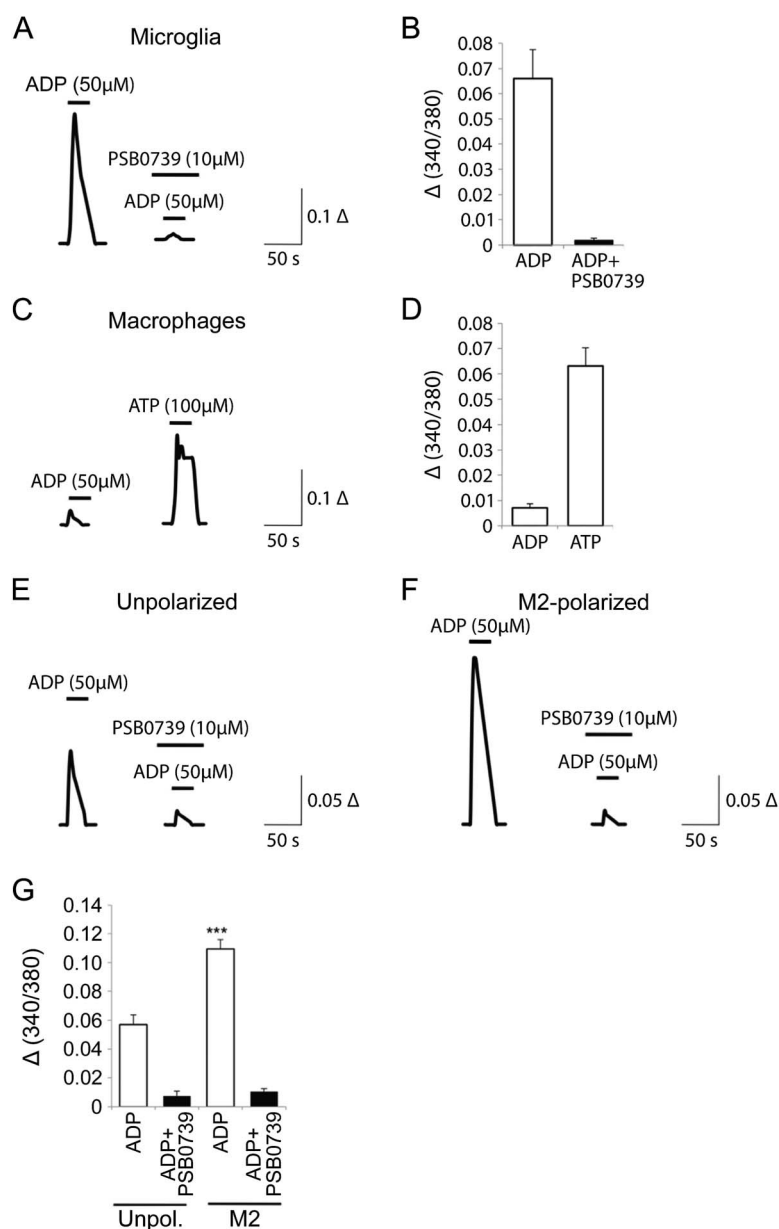 A
Microglia
ADP (50µM)
PSB0739 (10µM)
ADP (50µM)
0.1 Δ
50 s
B
0.08
0.07
0.06
0.05
0.04
0.03
0.02
0.01
0
Δ (340/380)
ADP
ADP+
PSB0739
C
Macrophages
ATP (100µM)
ADP (50µM)
0.1 Δ
50 s
D
0.08
0.07
0.06
0.05
0.04
0.03
0.02
0.01
0
Δ (340/380)
ADP
ATP
E
Unpolarized
ADP (50µM)
PSB0739 (10µM)
ADP (50µM)
0.05 Δ
50 s
F
M2-polarized
ADP (50µM)
PSB0739 (10µM)
ADP (50µM)
0.05 Δ
50 s
G
0.14
0.12
0.10
0.08
0.06
0.04
0.02
0
Δ (340/380)
***
ADP
ADP+
PSB0739
ADP
ADP+
PSB0739
Unpol.
M2